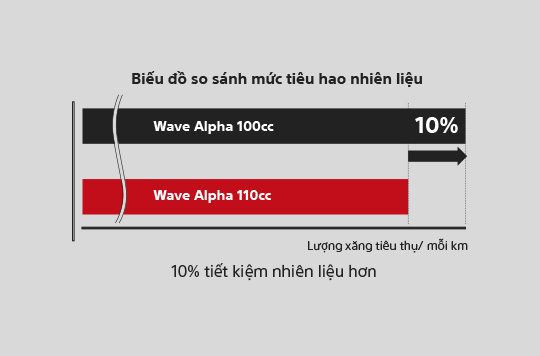 Biểu đồ so sánh mức tiêu hao nhiên liệu
Wave Alpha 100cc
10%
Wave Alpha 110cc
Lượng xăng tiêu thụ/ mỗi km
10% tiết kiệm nhiên liệu hơn